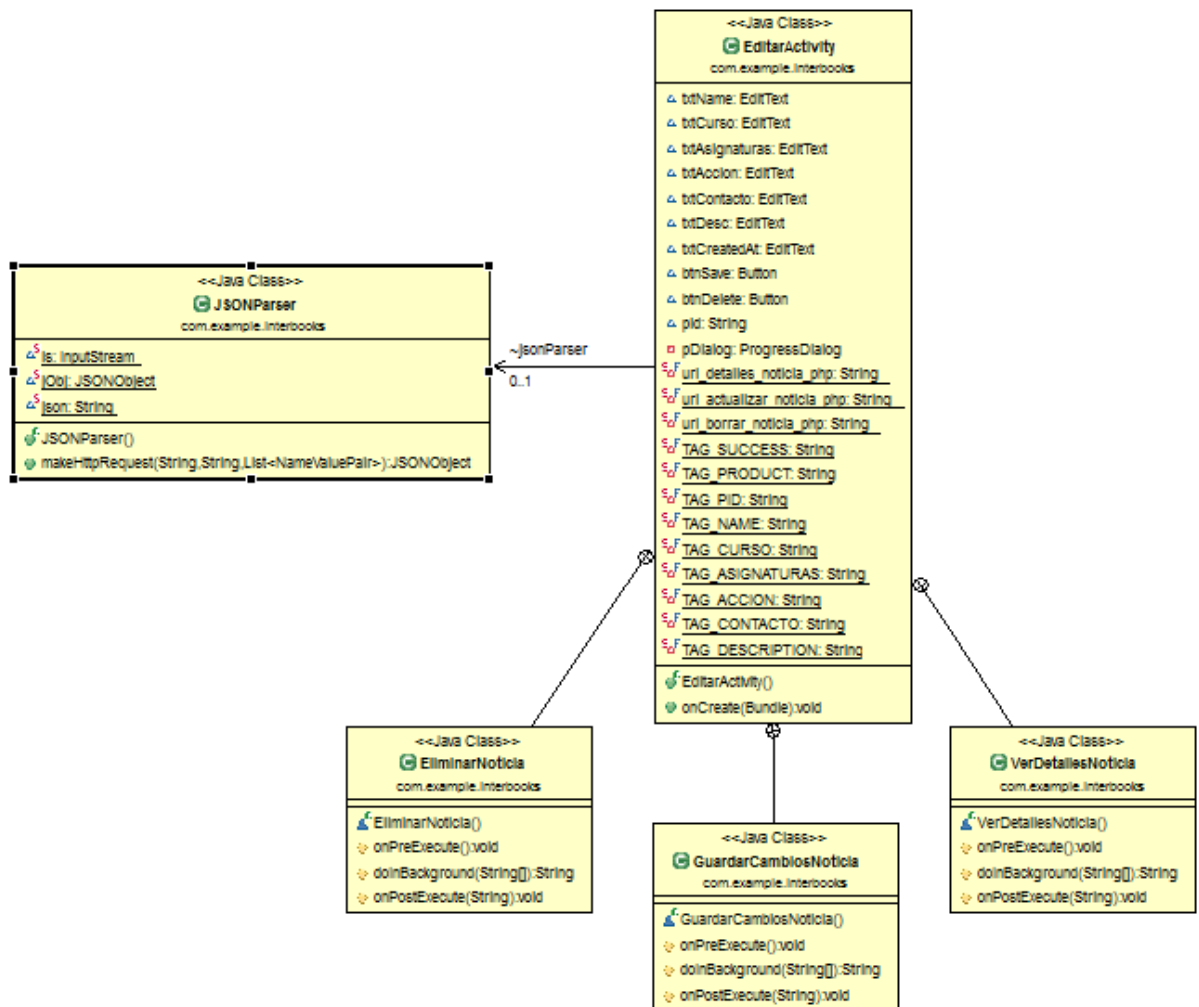 <<Java Class>>
EditarActivity
com.example.interbooks
txtName: EditText
txtCurso: EditText
txtAsignaturas: EditText
txtAccion: EditText
txtContacto: EditText
txtDesc: EditText
txtCreatedAt: EditText
btnSave: Button
btnDelete: Button
pid: String
pDialog: ProgressDialog
url_detalles_noticia_php: String
url_actualizar_noticia_php: String
url_borrar_noticia_php: String
TAG_SUCCESS: String
TAG_PRODUCT: String
TAG_PID: String
TAG_NAME: String
TAG_CURSO: String
TAG_ASIGNATURAS: String
TAG_ACCION: String
TAG_CONTACTO: String
TAG_DESCRIPTION: String
EditarActivity()
onCreate(Bundle):void
<<Java Class>>
JSONParser
com.example.interbooks
is: InputStream
jObj: JSONObject
json: String
JSONParser()
makeHttpRequest(String,String,List<NameValuePair>):JSONObject
~jsonParser
0..1
<<Java Class>>
EliminarNoticia
com.example.interbooks
EliminarNoticia()
onPreExecute():void
doInBackground(String[]):String
onPostExecute(String):void
<<Java Class>>
GuardarCambiosNoticia
com.example.interbooks
GuardarCambiosNoticia()
onPreExecute():void
doInBackground(String[]):String
onPostExecute(String):void
<<Java Class>>
VerDetallesNoticia
com.example.interbooks
VerDetallesNoticia()
onPreExecute():void
doInBackground(String[]):String
onPostExecute(String):void